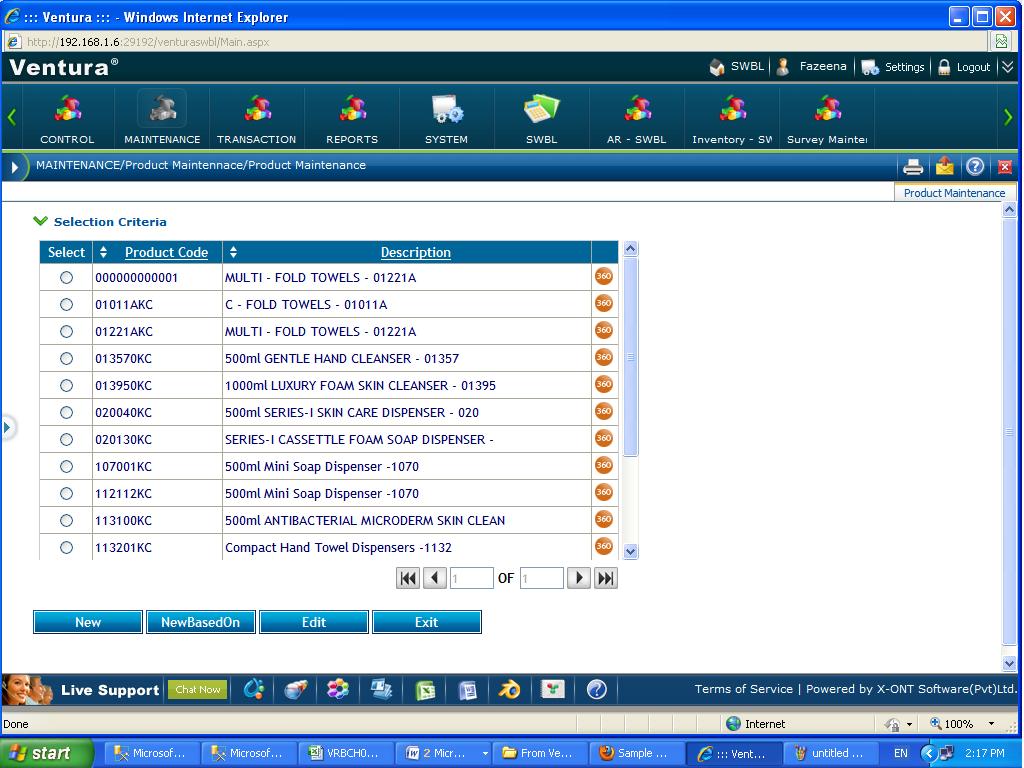 ::: Ventura ::: - Windows Internet Explorer
http://192.168.1.6:29192/venturaswbl/Main.aspx
Ventura® SWBL Fazeena Settings Logout
CONTROL MAINTENANCE TRANSACTION REPORTS SYSTEM SWBL AR - SWBL Inventory - SW Survey Mainte
MAINTENANCE/Product Maintennace/Product Maintenance
Product Maintenance
Selection Criteria
Select Product Code Description
000000000001 MULTI - FOLD TOWELS - 01221A 360
01011AKC C - FOLD TOWELS - 01011A 360
01221AKC MULTI - FOLD TOWELS - 01221A 360
013570KC 500ml GENTLE HAND CLEANSER - 01357 360
013950KC 1000ml LUXURY FOAM SKIN CLEANSER - 01395 360
020040KC 500ml SERIES-I SKIN CARE DISPENSER - 020 360
020130KC SERIES-I CASSETTLE FOAM SOAP DISPENSER - 360
107001KC 500ml Mini Soap Dispenser -1070 360
112112KC 500ml Mini Soap Dispenser -1070 360
113100KC 500ml ANTIBACTERIAL MICRODERM SKIN CLEAN 360
113201KC Compact Hand Towel Dispensers -1132 360
1 OF 1
New NewBasedOn Edit Exit
Live Support Chat Now Terms of Service | Powered by X-ONT Software(Pvt)Ltd.
Done Internet 100%
start Microsof... Microsof... VRBCH0... 2 Micr... From Ve... Sample ... ::: Vent... untitled ... EN 2:17 PM